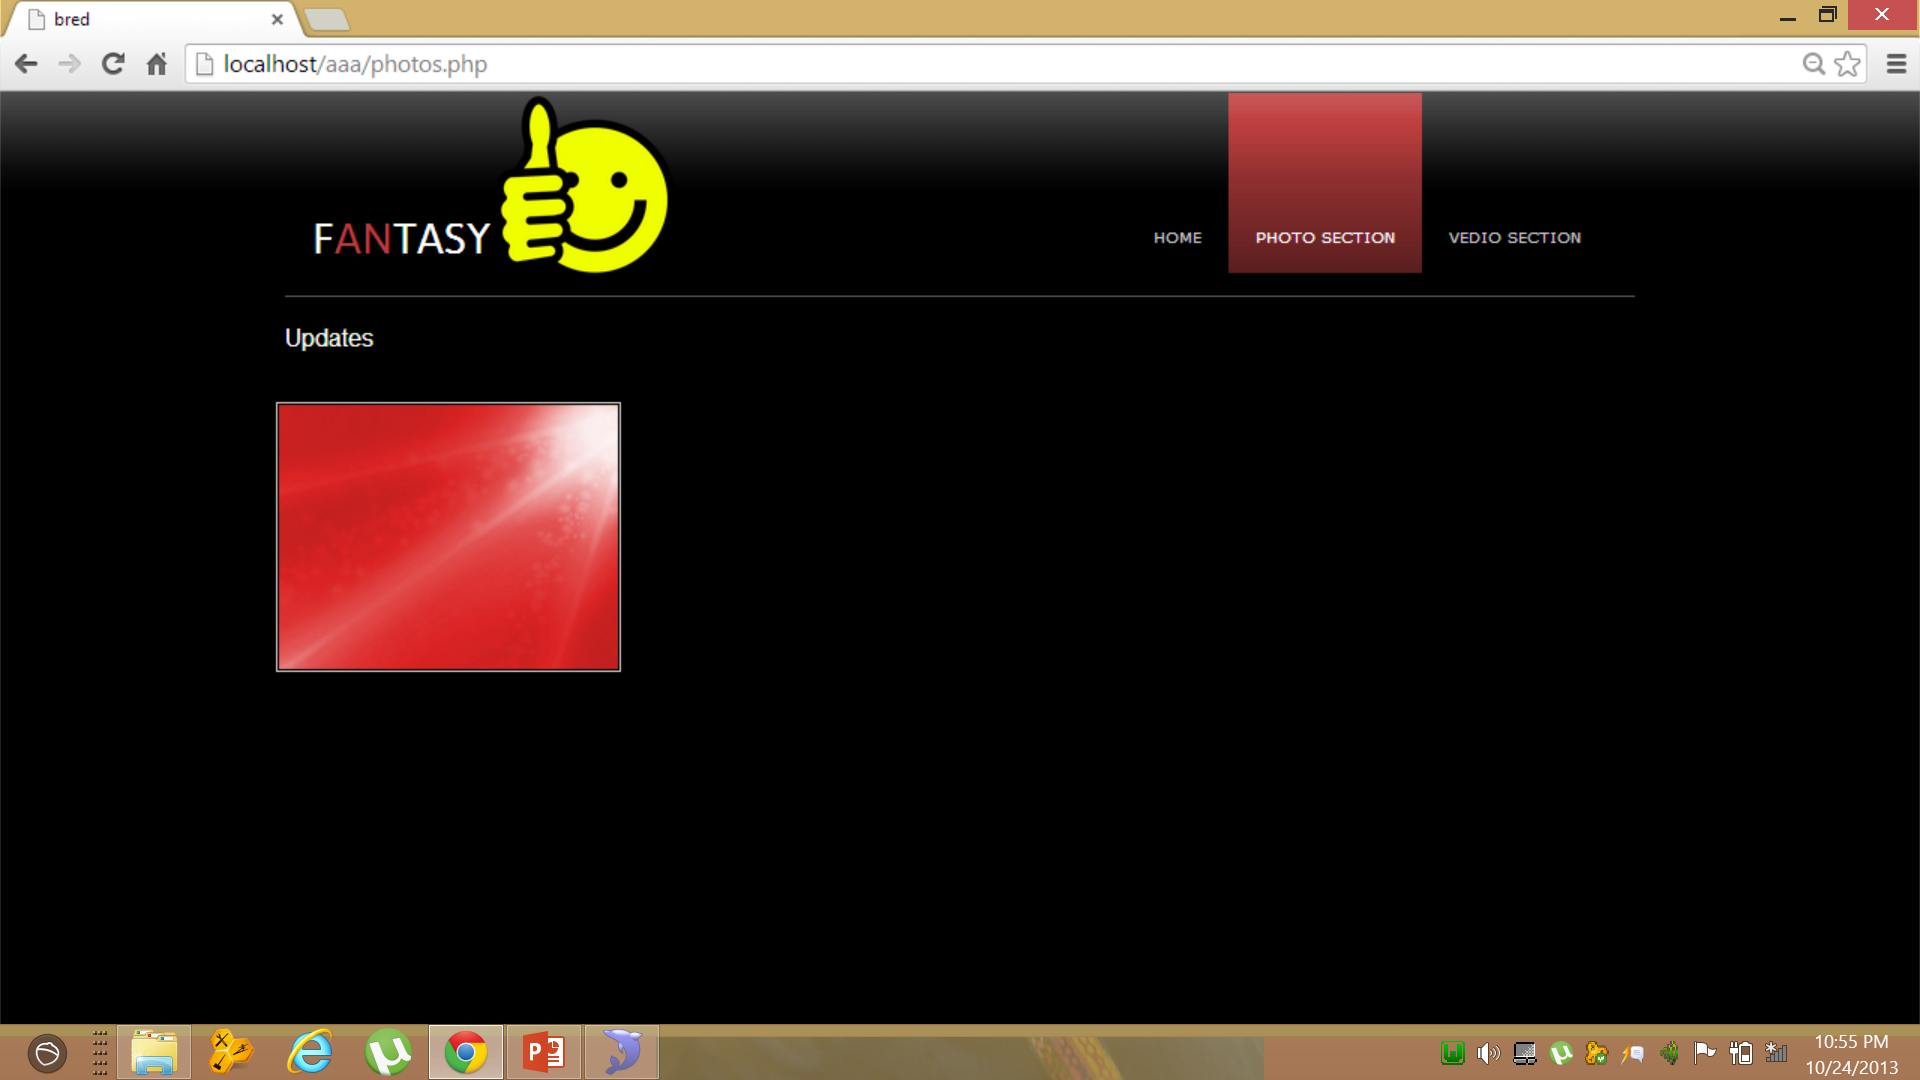 bred
localhost/aaa/photos.php
FANTASY
HOME
PHOTO SECTION
VEDIO SECTION
Updates
10:55 PM
10/24/2013